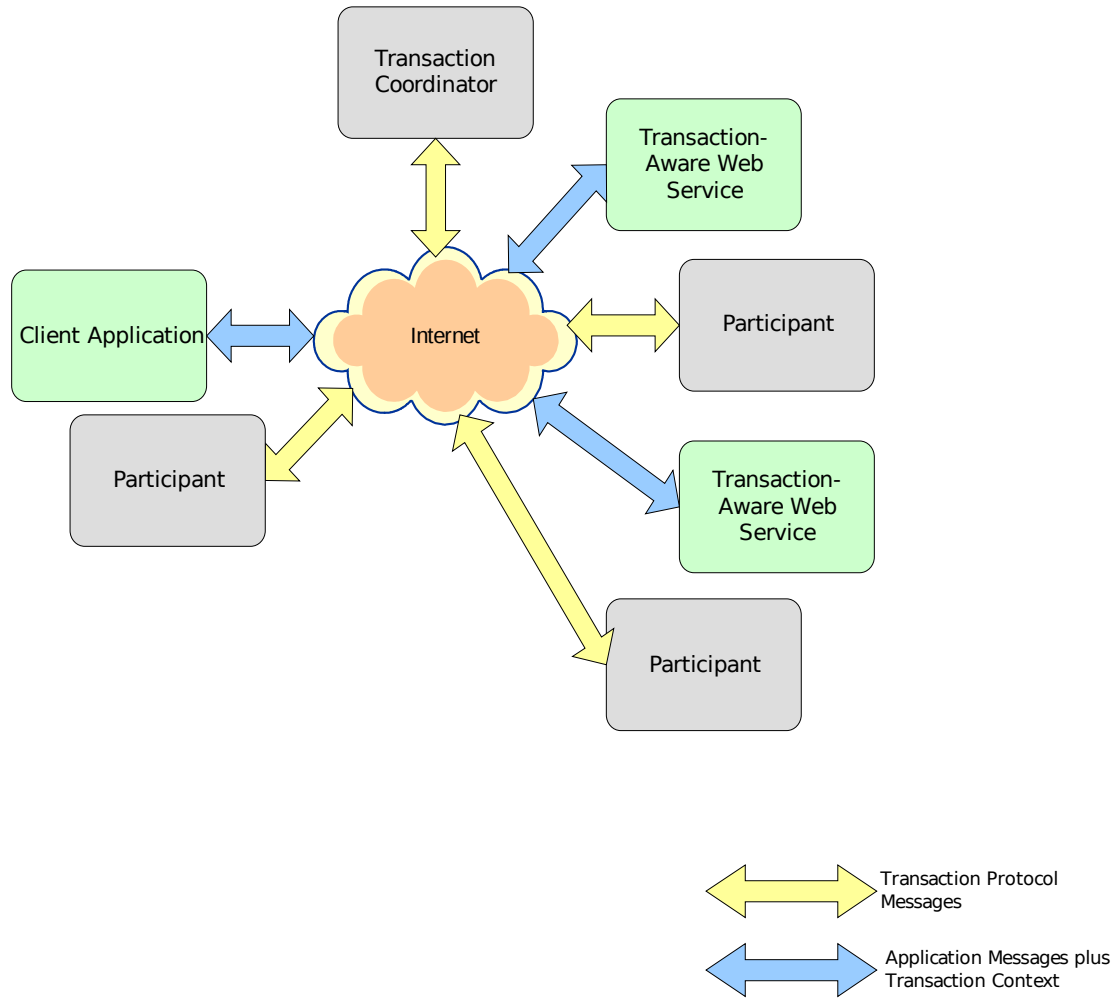 Transaction
Coordinator
Transaction-
Aware Web
Service
Client Application
Internet
Participant
Participant
Transaction-
Aware Web
Service
Participant
Transaction Protocol
Messages
Application Messages plus
Transaction Context